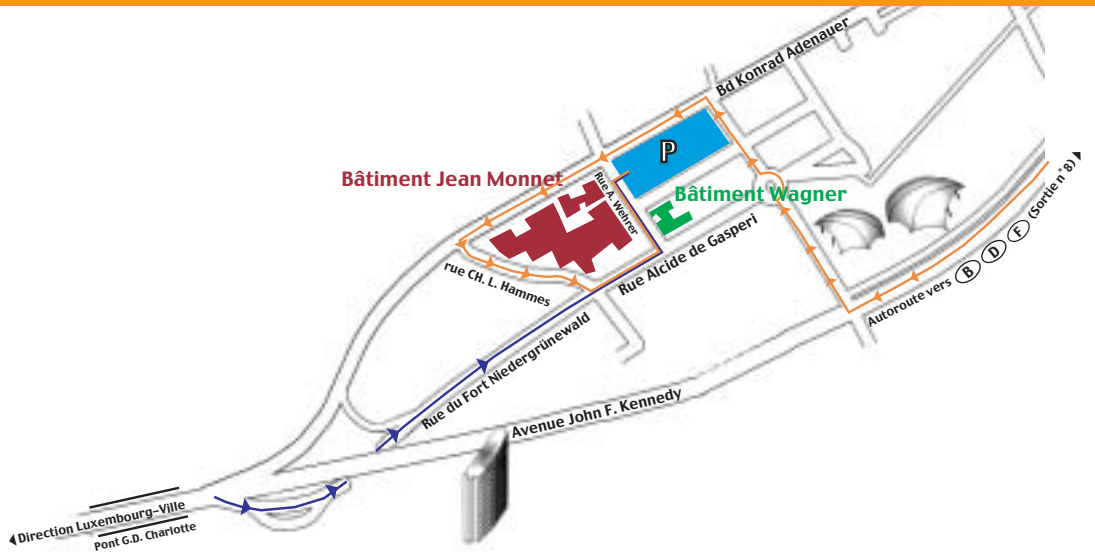 Bd Konrad Adenauer
P
Bâtiment Jean Monnet
Rue A. Wehrer
Bâtiment Wagner
Rue Alcide de Gasperi
rue CH. L. Hammes
Autoroute vers B D F (Sortie n°8)
Rue du Fort Niedergrünewald
Avenue John F. Kennedy
Direction Luxembourg-Ville
Pont G.D. Charlotte